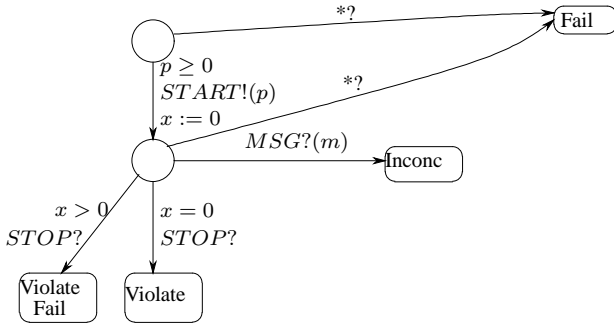 *?
Fail
p ≥ 0
START!(p)
x := 0
*?
MSG?(m)
Inconc
x > 0
STOP?
x = 0
STOP?
Violate
Fail
Violate